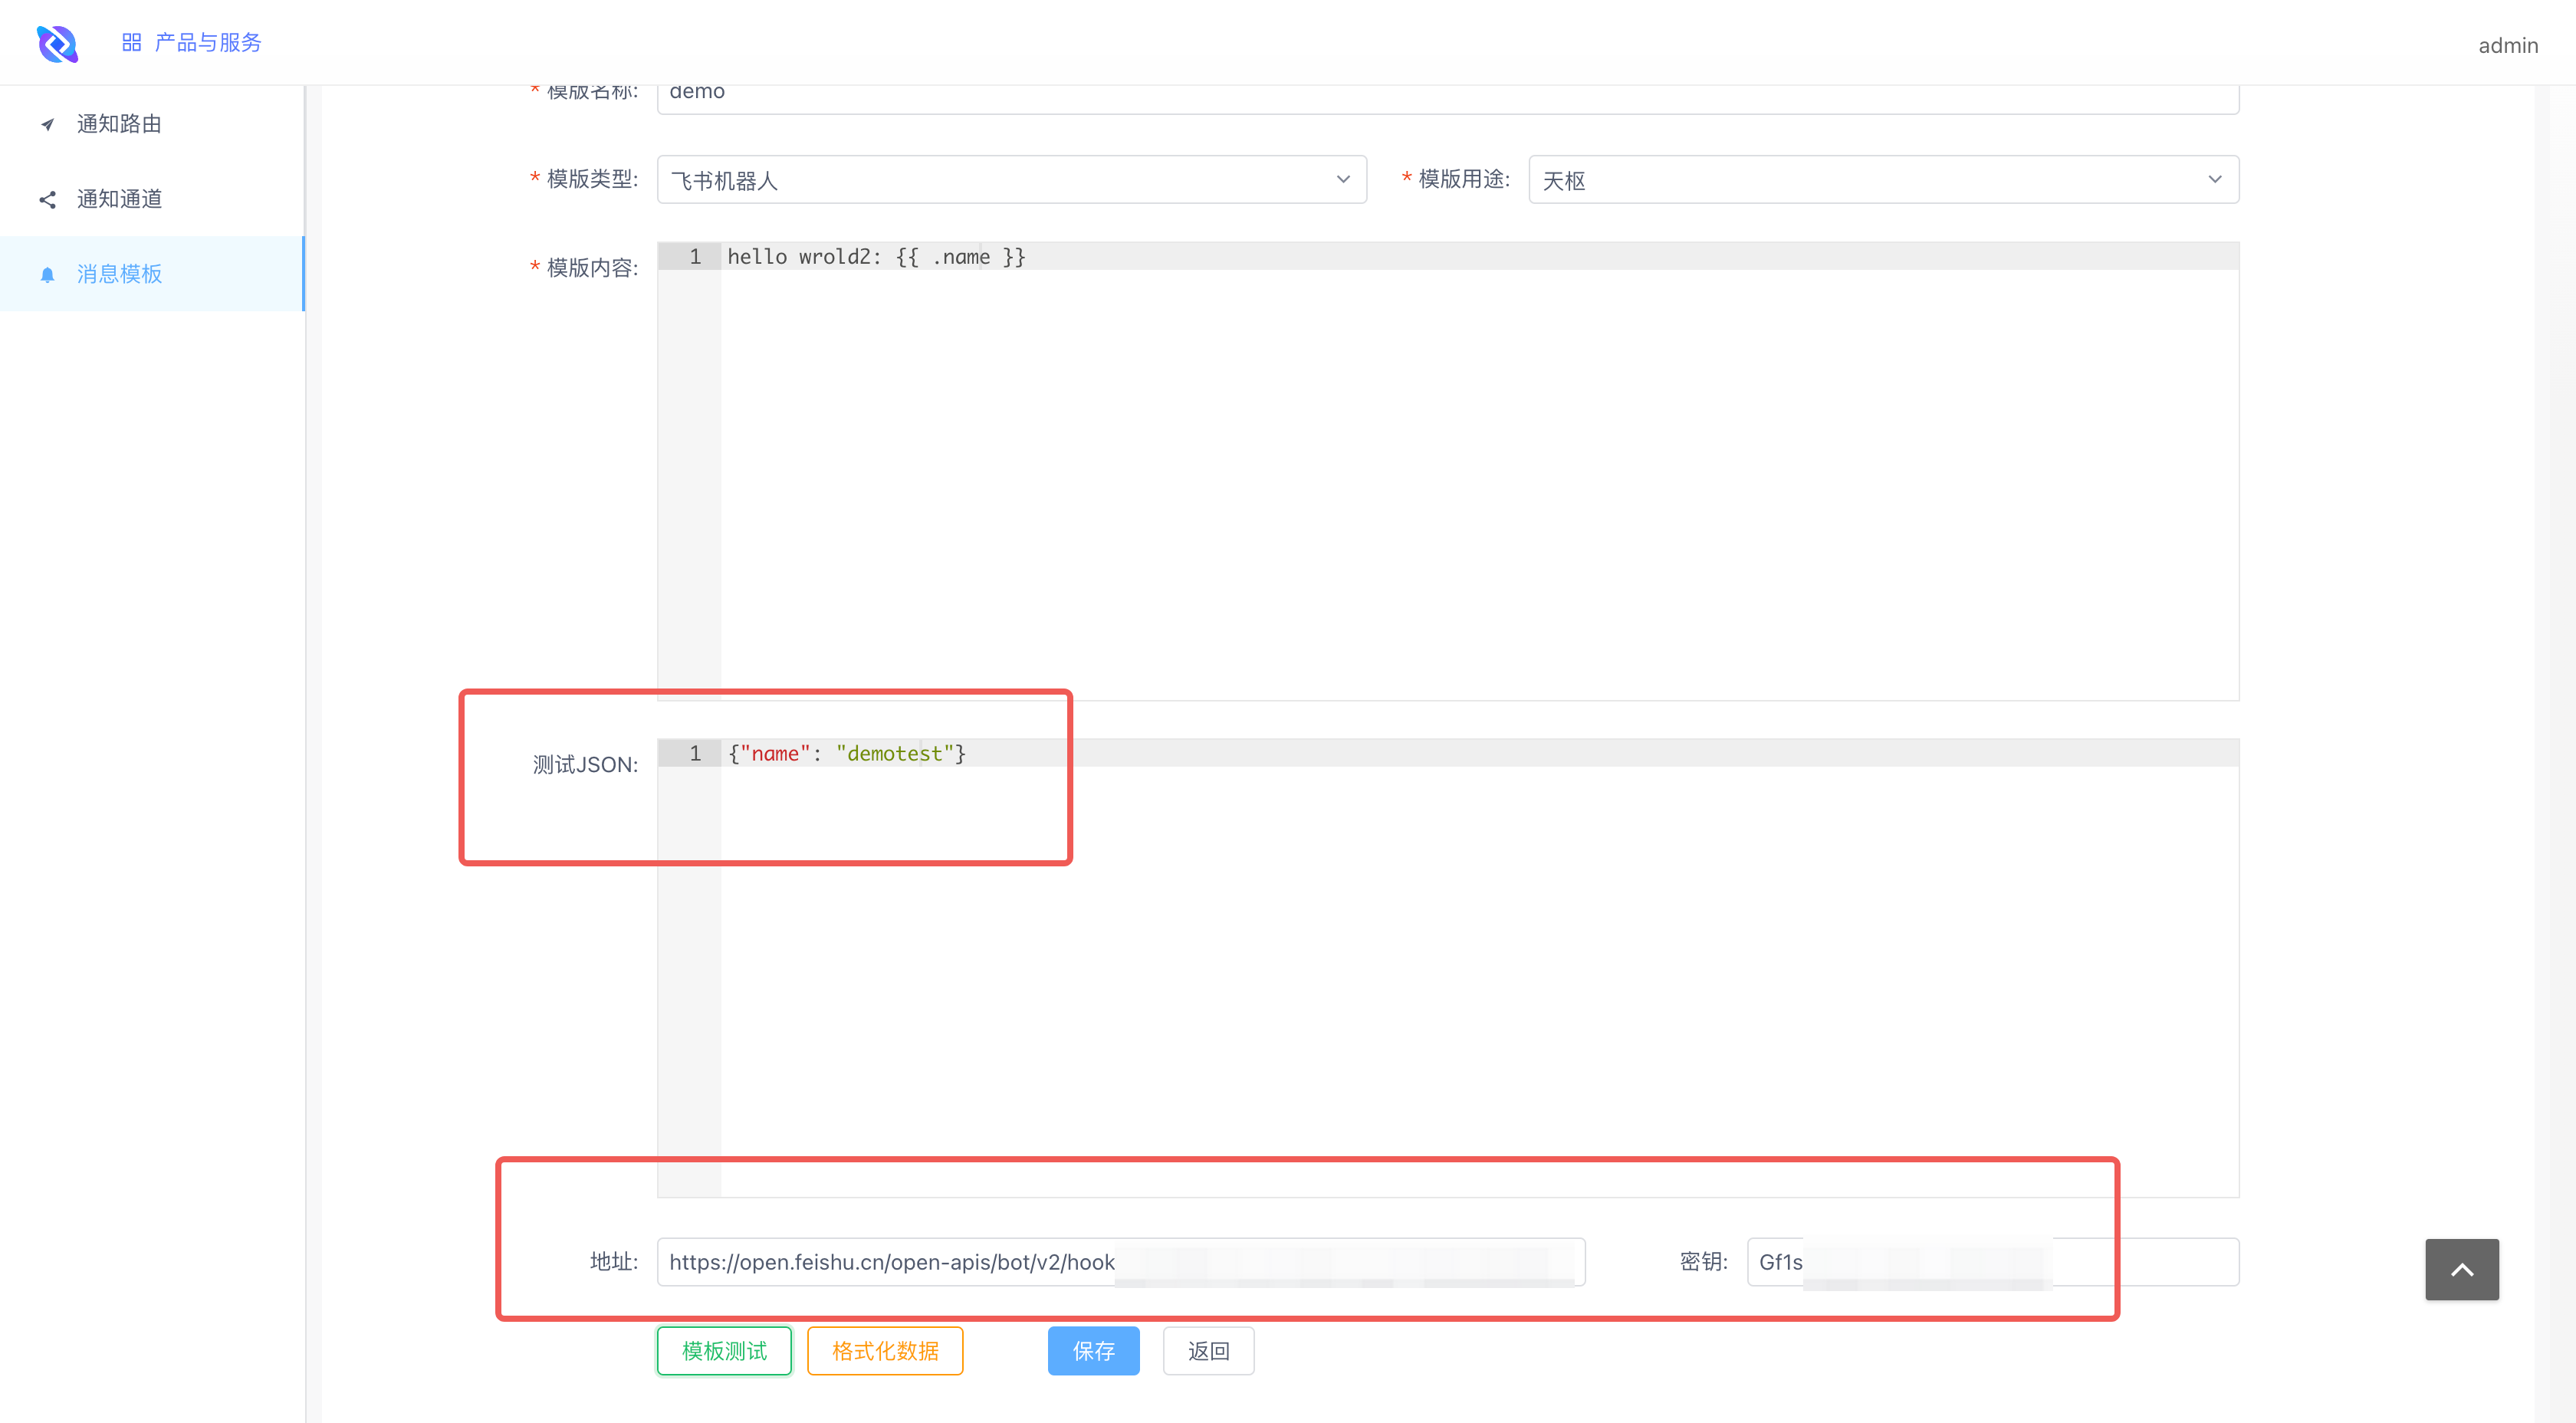 产品与服务
admin
* 模版名称: demo
通知路由
* 模版类型: 飞书机器人
* 模版用途: 天枢
通知通道
* 模版内容: 1 hello wrold2: {{ .name }}
消息模板
测试JSON: 1 {"name": "demotest"}
地址: https://open.feishu.cn/open-apis/bot/v2/hook
密钥: Gf1s
模板测试 格式化数据 保存 返回